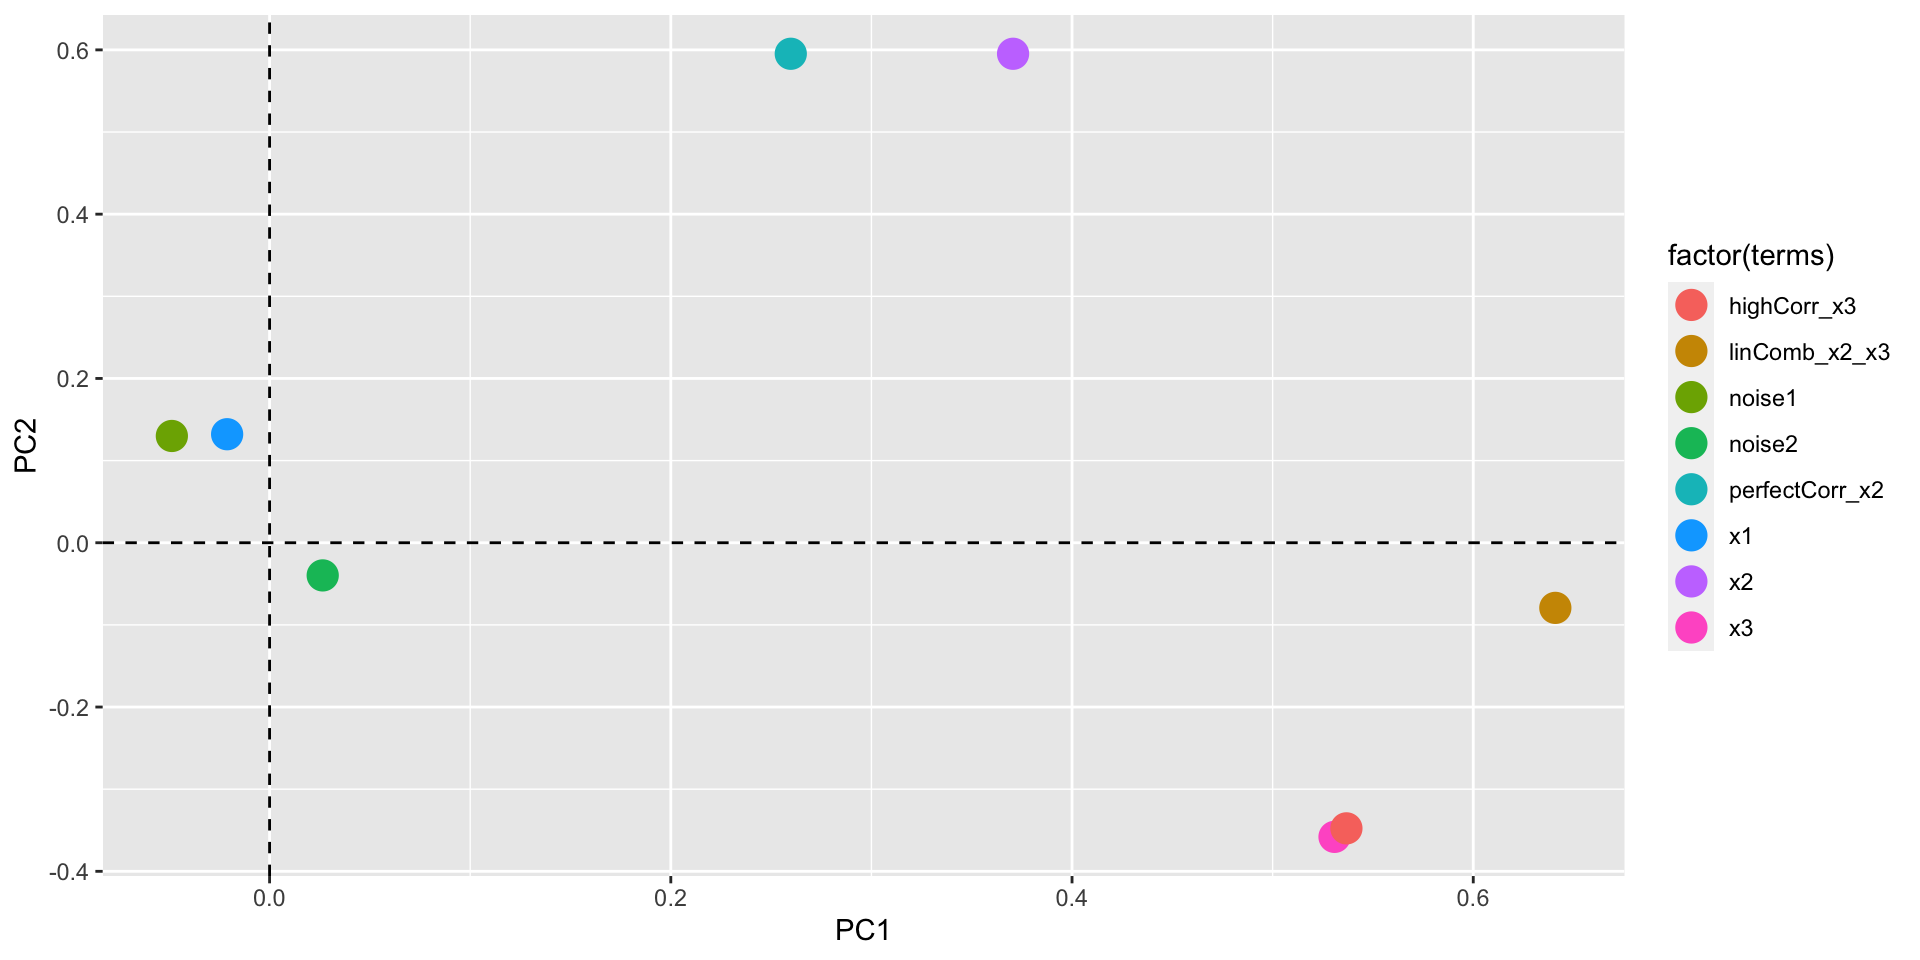 0.6
0.4
0.2
0.0
-0.2
-0.4
PC2
0.0 0.2 0.4 0.6
PC1
factor(terms)
highCorr_x3
linComb_x2_x3
noise1
noise2
perfectCorr_x2
x1
x2
x3